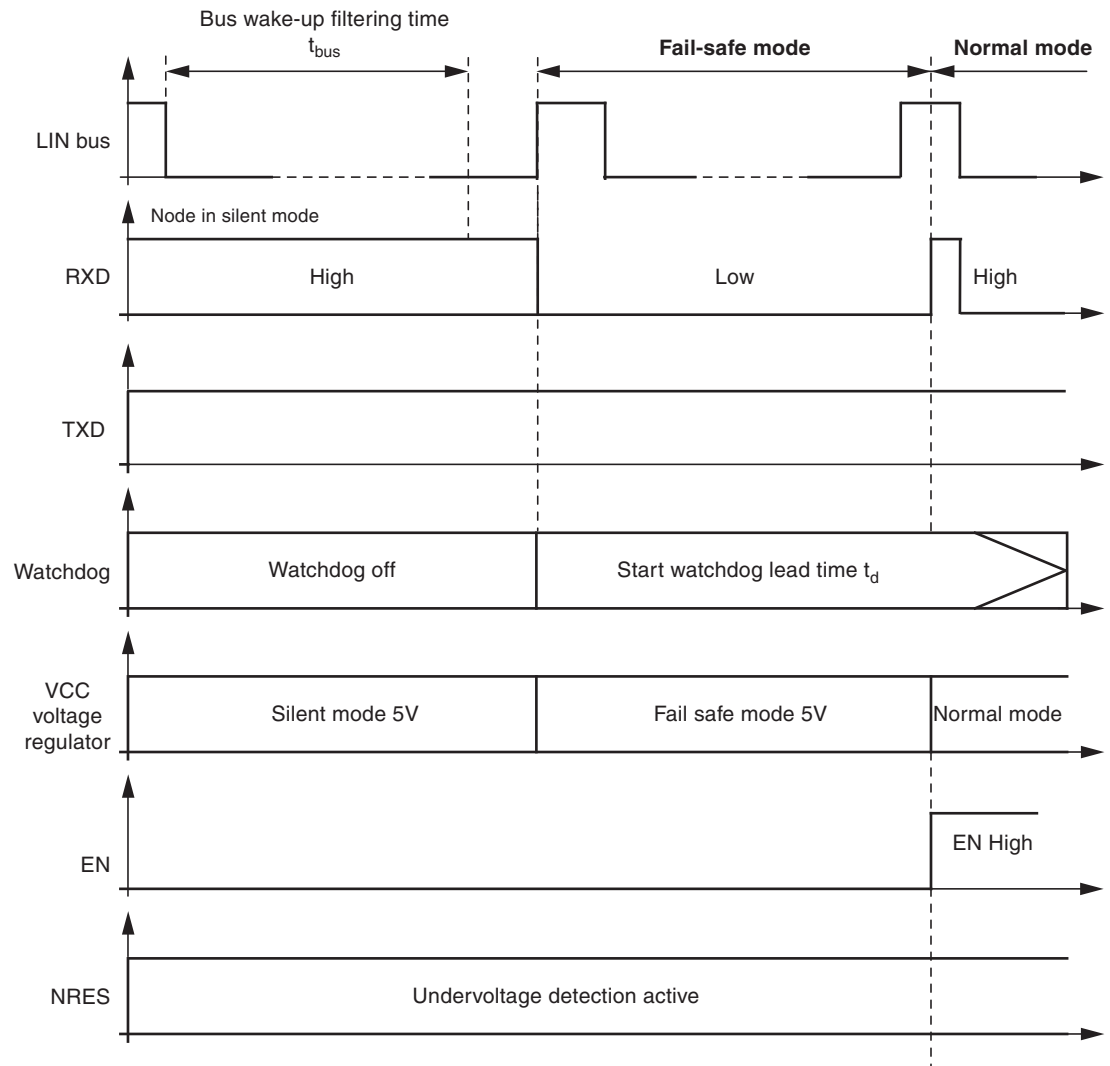 Bus wake-up filtering time
tbus
Fail-safe mode
Normal mode
LIN bus
Node in silent mode
RXD
High
Low
High
TXD
Watchdog
Watchdog off
Start watchdog lead time td
VCC
voltage
regulator
Silent mode 5V
Fail safe mode 5V
Normal mode
EN
EN High
NRES
Undervoltage detection active